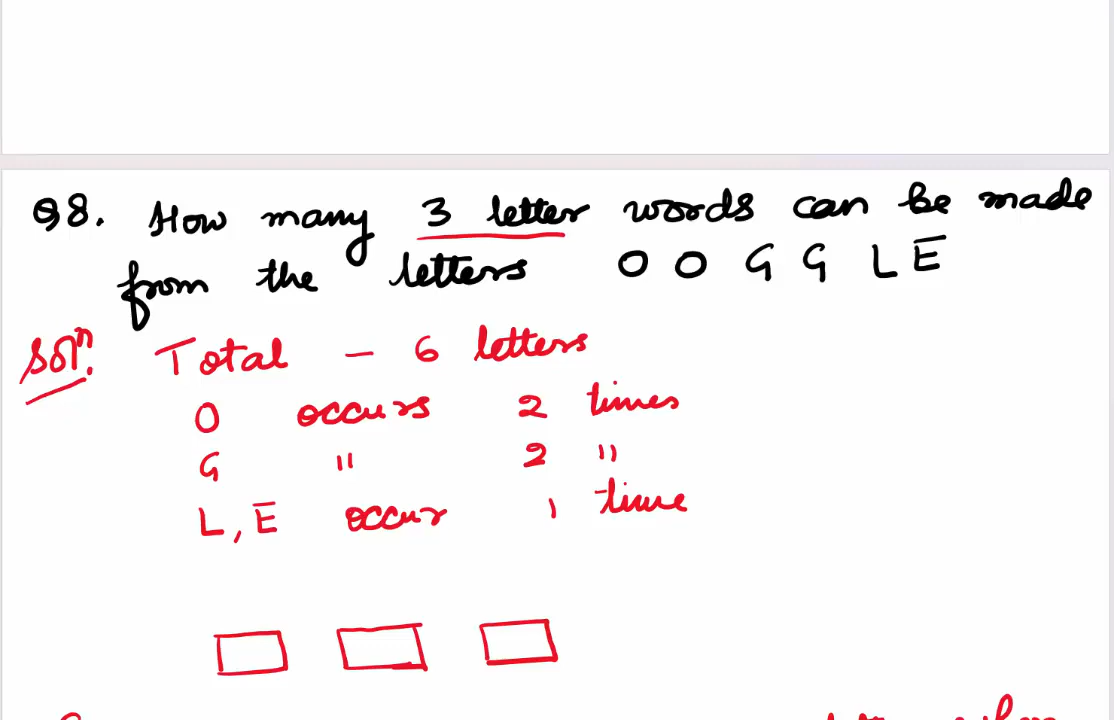 Q8. How many 3 letter words can be made
from the letters O O G G L E
Solⁿ. Total - 6 letters
O occurs 2 times
G " 2 "
L, E occur 1 time